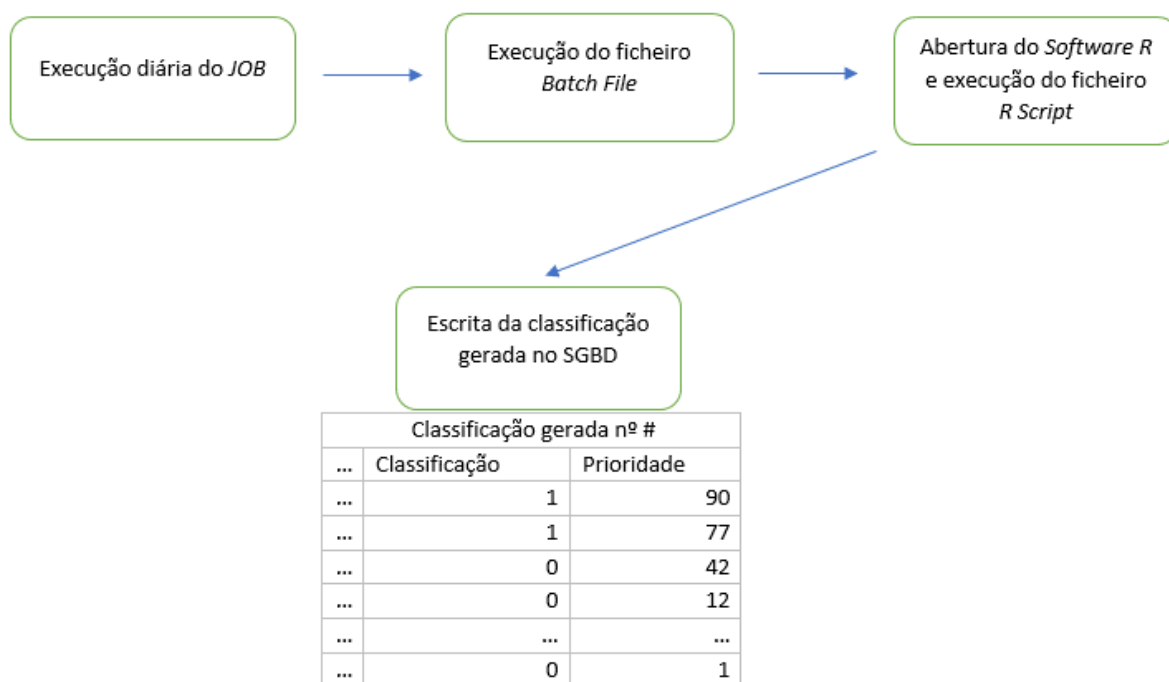 Execução diária do JOB
Execução do ficheiro
Batch File
Abertura do Software R
e execução do ficheiro
R Script
Escrita da classificação
gerada no SGBD
Classificação gerada nº #
... Classificação Prioridade
... 1 90
... 1 77
... 0 42
... 0 12
... ... ...
... 0 1